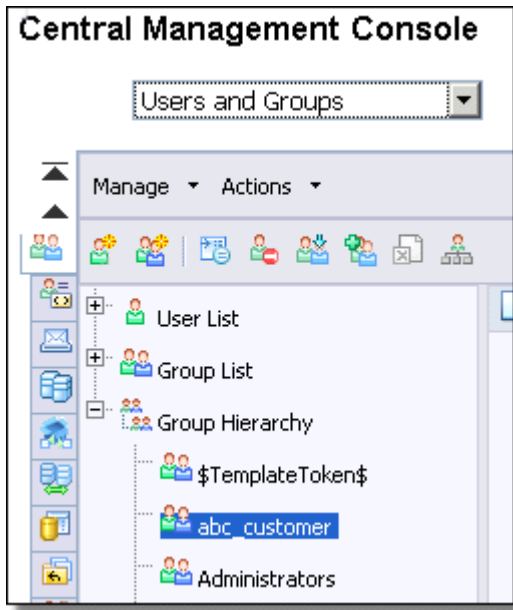 Central Management Console
Users and Groups
Manage Actions
User List
Group List
Group Hierarchy
$TemplateToken$
abc_customer
Administrators